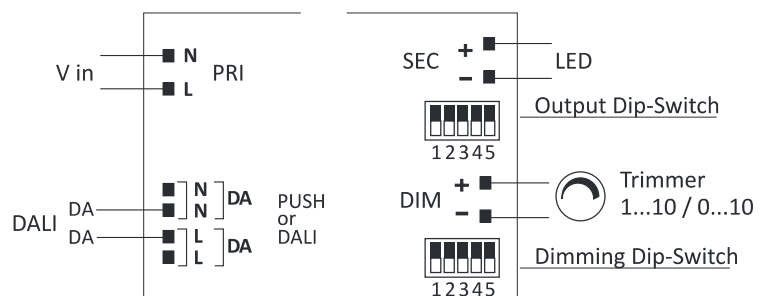 V in
N
L
PRI
SEC
+
-
LED
12345
Output Dip-Switch
DALI
DA
DA
N
N
DA
L
L
DA
PUSH
or
DALI
DIM
+
-
Trimmer
1...10 / 0...10
12345
Dimming Dip-Switch